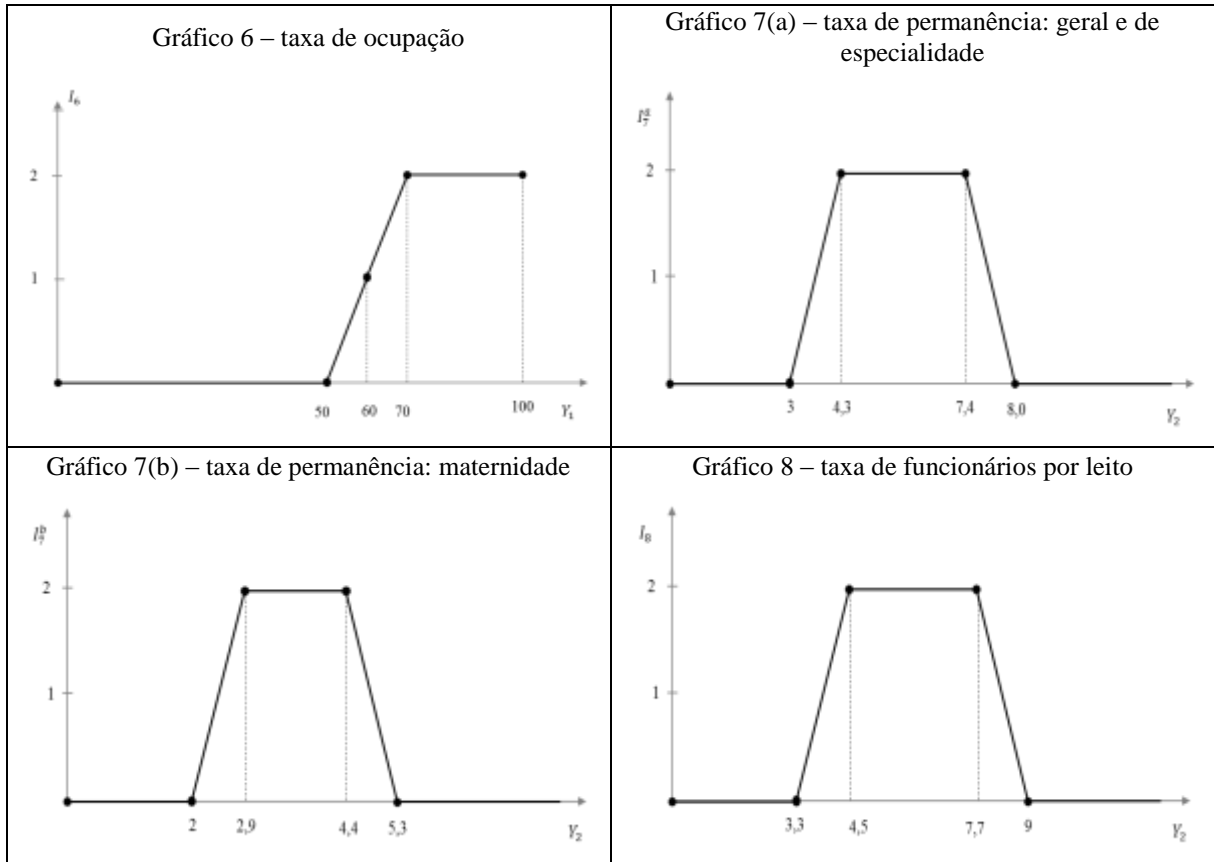 Gráfico 6 – taxa de ocupação
I₆
2
1
50
60
70
100
Y₁
Gráfico 7(a) – taxa de permanência: geral e de
especialidade
2
1
3
4,3
7,4
8,0
Y₂
Gráfico 7(b) – taxa de permanência: maternidade
I₇ᵇ
2
1
2
2,9
4,4
5,3
Y₂
Gráfico 8 – taxa de funcionários por leito
I₈
2
1
3,3
4,5
7,7
9
Y₂